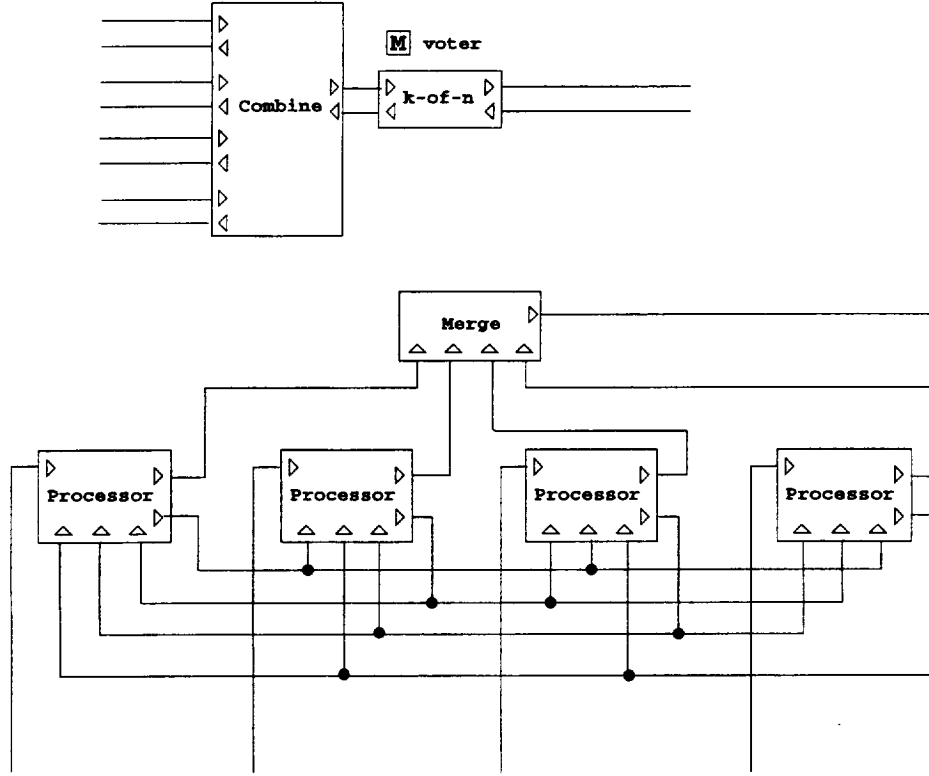 M voter
Combine
k-of-n
Merge
Processor
Processor
Processor
Processor